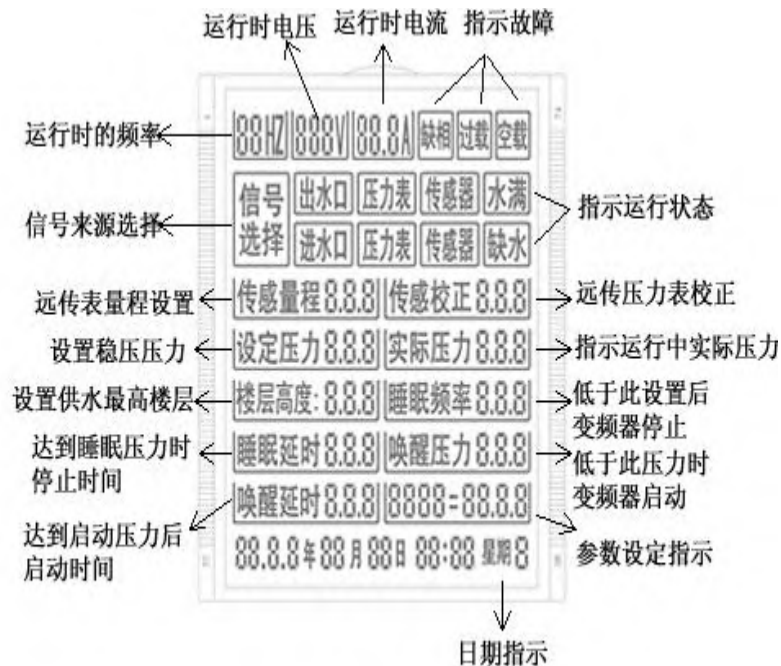 运行时电压 运行时电流 指示故障
运行时的频率 88HZ 888V 88.8A 缺相 过载 空载
信号来源选择 信号选择 出水口 压力表 传感器 水满 指示运行状态
进水口 压力表 传感器 缺水
远传表量程设置 传感量程8.8.8 传感校正8.8.8 远传压力表校正
设置稳压压力 设定压力8.8.8 实际压力8.8.8 指示运行中实际压力
设置供水最高楼层 楼层高度:8.8.8 睡眠频率8.8.8 低于此设置后
变频器停止
达到睡眠压力时
停止时间 睡眠延时8.8.8 唤醒压力8.8.8 低于此压力时
变频器启动
唤醒延时8.8.8 8888=88.8.8
达到启动压力后
启动时间 88.8.8年88月88日 88:88 星期8 参数设定指示
日期指示